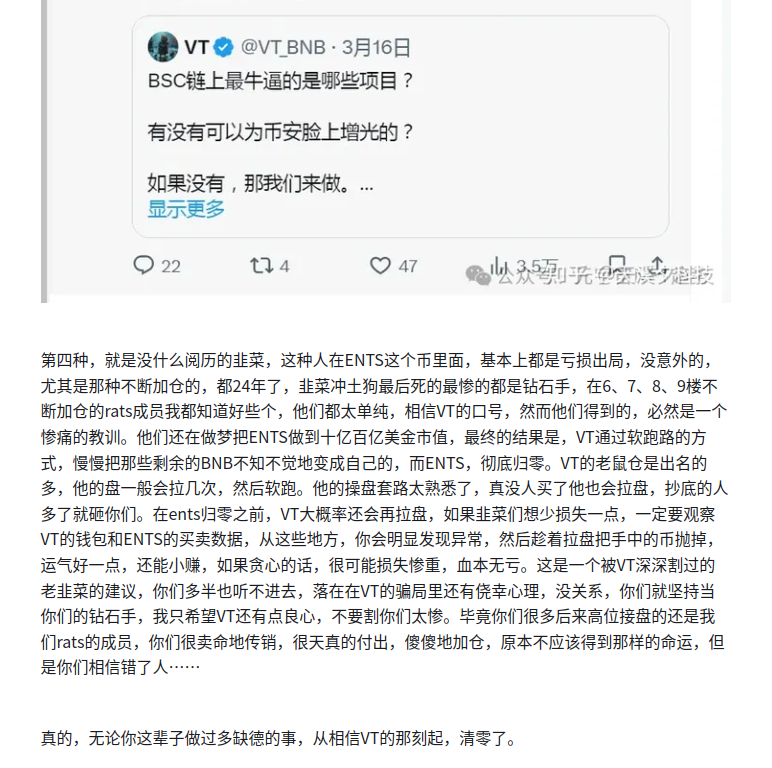 VT @VT_BNB · 3月16日
BSC链上最牛逼的是哪些项目？
有没有可以为币安脸上增光的？
如果没有，那我们来做。...
显示更多
22 4 47 3.5万
公众号
知乎
第四种，就是没什么阅历的韭菜，这种人在ENTS这个币里面，基本上都是亏损出局，没意外的，
尤其是那种不断加仓的，都24年了，韭菜冲土狗最后死的最惨的都是钻石手，在6、7、8、9楼不
断加仓的rats成员我都知道好些个，他们都太单纯，相信VT的口号，然而他们得到的，必然是一个
惨痛的教训。他们还在做梦把ENTS做到十亿百亿美金市值，最终的结果是，VT通过软跑路的方
式，慢慢把那些剩余的BNB不知不觉地变成自己的，而ENTS，彻底归零。VT的老鼠仓是出名的
多，他的盘一般会拉几次，然后软跑。他的操盘套路太熟悉了，真没人买了他也会拉盘，抄底的人
多了就砸你们。在ents归零之前，VT大概率还会再拉盘，如果韭菜们想少损失一点，一定要观察
VT的钱包和ENTS的买卖数据，从这些地方，你会明显发现异常，然后趁着拉盘把手中的币抛掉，
运气好一点，还能小赚，如果贪心的话，很可能损失惨重，血本无亏。这是一个被VT深深割过的
老韭菜的建议，你们多半也听不进去，落在在VT的骗局里还有侥幸心理，没关系，你们就坚持当
你们的钻石手，我只希望VT还有点良心，不要割你们太惨。毕竟你们很多后来高位接盘的还是我
们rats的成员，你们很卖命地传销，很天真的付出，傻傻地加仓，原本不应该得到那样的命运，但
是你们相信错了人……
真的，无论你这辈子做过多缺德的事，从相信VT的那刻起，清零了。